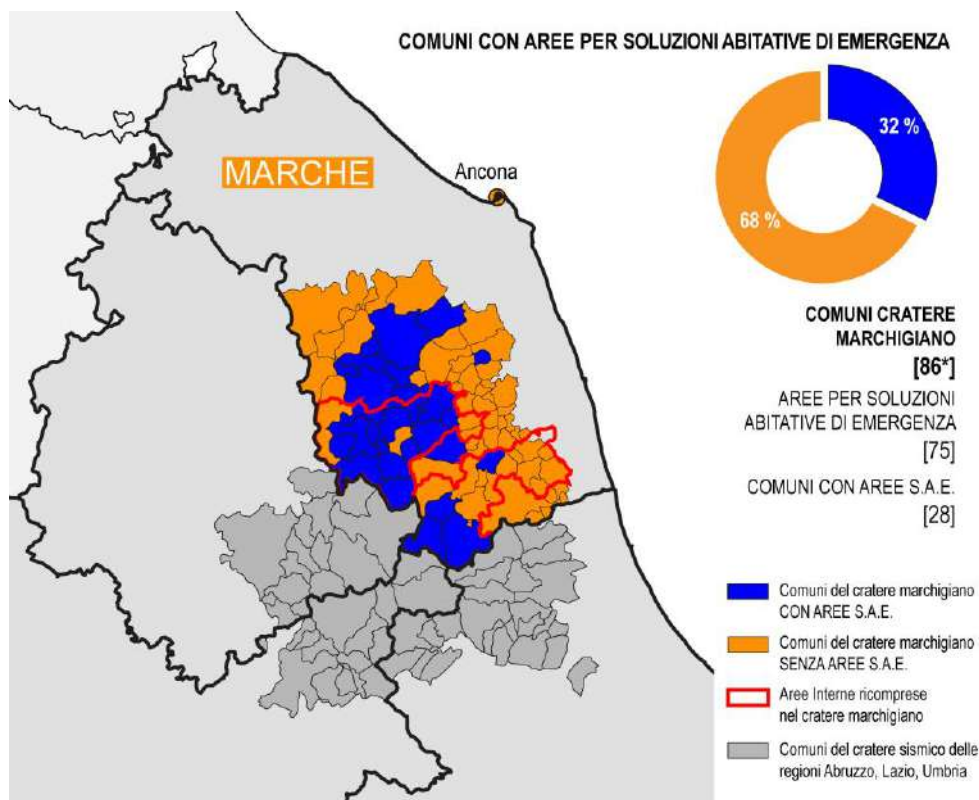 COMUNI CON AREE PER SOLUZIONI ABITATIVE DI EMERGENZA
32 %
68 %
MARCHE
Ancona
COMUNI CRATERE
MARCHIGIANO
[86*]
AREE PER SOLUZIONI
ABITATIVE DI EMERGENZA
[75]
COMUNI CON AREE S.A.E.
[28]
Comuni del cratere marchigiano
CON AREE S.A.E.
Comuni del cratere marchigiano
SENZA AREE S.A.E.
Aree Interne ricomprese
nel cratere marchigiano
Comuni del cratere sismico delle
regioni Abruzzo, Lazio, Umbria